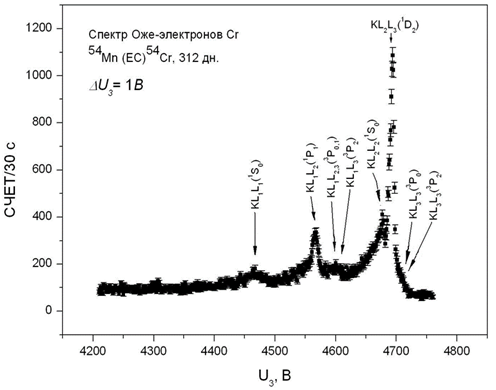 Спектр Оже-электронов Cr
⁵⁴Mn (EC)⁵⁴Cr, 312 дн.
ΔU₃ = 1В
KL₂L₃(¹D₂)
KL₁L₁(¹S₀)
KL₁L₂(¹P₁)
KL₁L₂,₃(³P₀,₁)
KL₁L₃(³P₂)
KL₂L₂(¹S₀)
KL₃L₃(³P₀)
KL₃L₃(³P₂)
СЧЕТ/30 с
1200
1000
800
600
400
200
0
4200 4300 4400 4500 4600 4700 4800
U₃, В